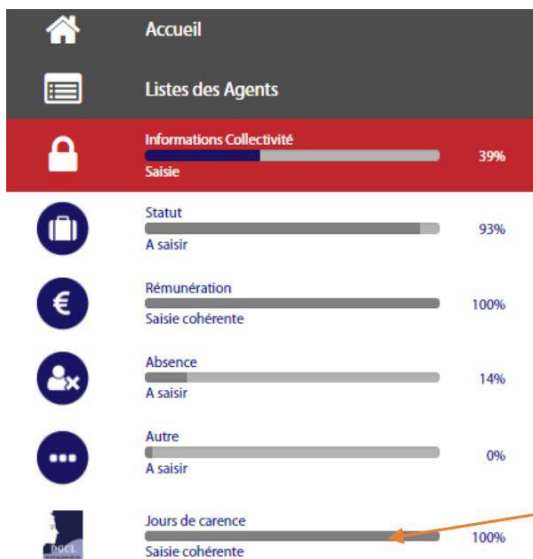 Accueil
Listes des Agents
Informations Collectivité
39%
Saisie
Statut
93%
A saisir
Rémunération
100%
Saisie cohérente
Absence
14%
A saisir
Autre
0%
A saisir
Jours de carence
100%
DGCL
Saisie cohérente